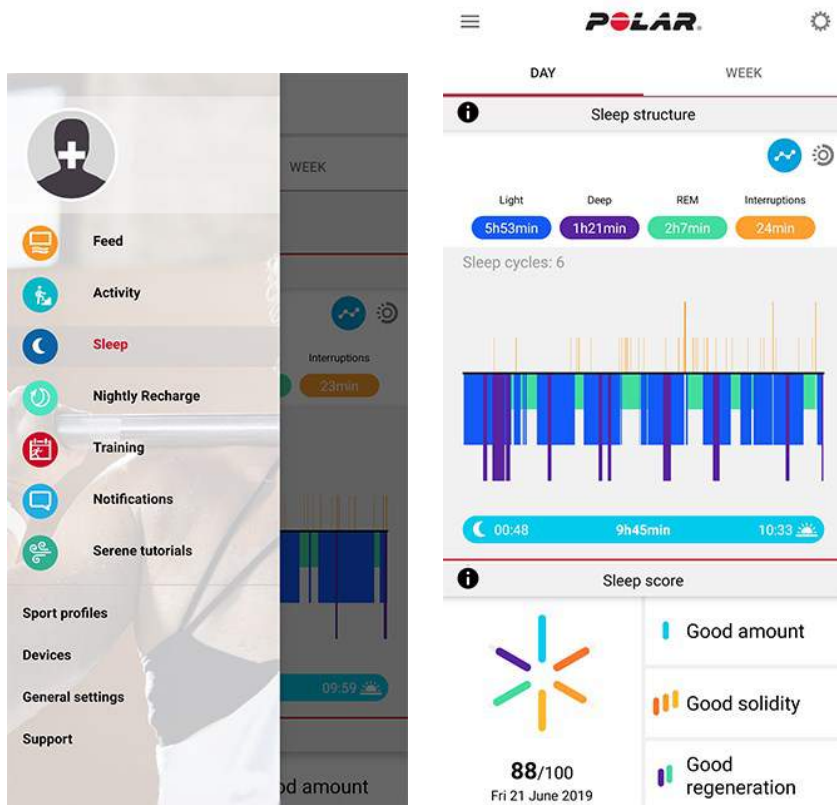 WEEK
Feed
Activity
Sleep
Nightly Recharge
Training
Notifications
Serene tutorials
Interruptions
23min
Sport profiles
Devices
General settings
Support
09:59
od amount
POLAR.
DAY WEEK
Sleep structure
Light Deep REM Interruptions
5h53min 1h21min 2h7min 24min
Sleep cycles: 6
00:48 9h45min 10:33
Sleep score
Good amount
Good solidity
Good
regeneration
88/100
Fri 21 June 2019